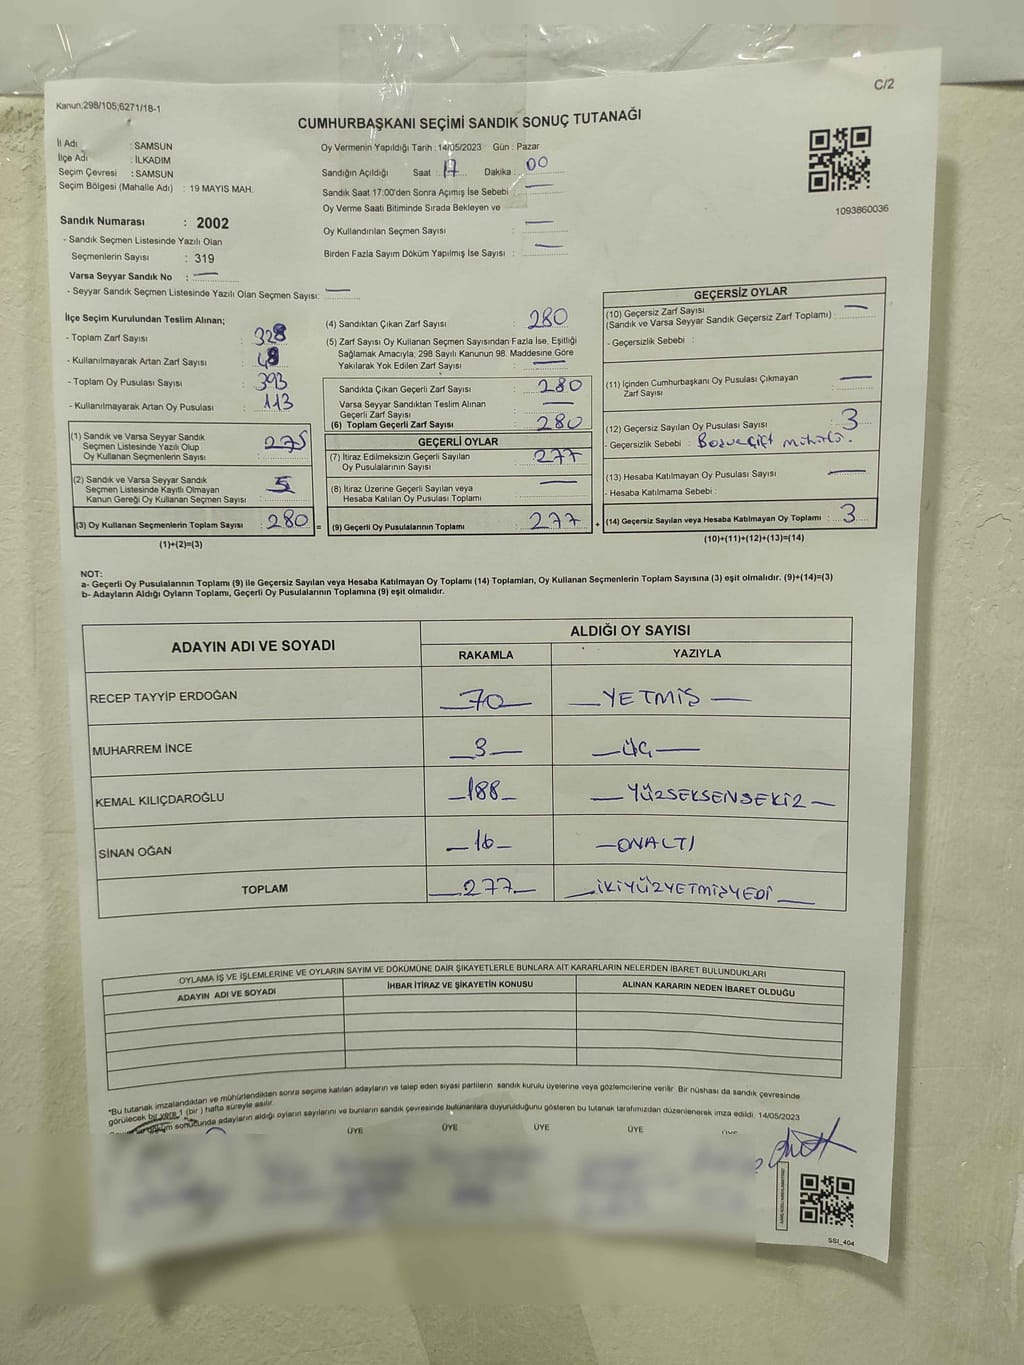 C/2
Kanun:298/105;6271/18-1
CUMHURBAŞKANI SEÇİMİ SANDIK SONUÇ TUTANAĞI
İl Adı : SAMSUN
İlçe Adı : İLKADIM
Seçim Çevresi : SAMSUN
Seçim Bölgesi (Mahalle Adı) : 19 MAYIS MAH.
Sandık Numarası : 2002
- Sandık Seçmen Listesinde Yazılı Olan
Seçmenlerin Sayısı : 319
Varsa Seyyar Sandık No : —
- Seyyar Sandık Seçmen Listesinde Yazılı Olan Seçmen Sayısı: —
Oy Vermenin Yapıldığı Tarih : 14/05/2023 Gün : Pazar
Sandığın Açıldığı Saat : 17 Dakika : 00
Sandık Saat 17:00'den Sonra Açımış İse Sebebi : —
Oy Verme Saati Bitiminde Sırada Bekleyen ve
Oy Kullandırılan Seçmen Sayısı : —
Birden Fazla Sayım Döküm Yapılmış İse Sayısı : —
1093860036
İlçe Seçim Kurulundan Teslim Alınan;
- Toplam Zarf Sayısı : 328
- Kullanılmayarak Artan Zarf Sayısı : 48
- Toplam Oy Pusulası Sayısı : 393
- Kullanılmayarak Artan Oy Pusulası : 113
(1) Sandık ve Varsa Seyyar Sandık
Seçmen Listesinde Yazılı Olup
Oy Kullanan Seçmenlerin Sayısı : 275
(2) Sandık ve Varsa Seyyar Sandık
Seçmen Listesinde Kayıtlı Olmayan
Kanun Gereği Oy Kullanan Seçmen Sayısı : 5
(3) Oy Kullanan Seçmenlerin Toplam Sayısı : 280 =
(1)+(2)=(3)
(4) Sandıktan Çıkan Zarf Sayısı : 280
(5) Zarf Sayısı Oy Kullanan Seçmen Sayısından Fazla İse, Eşitliği
Sağlamak Amacıyla; 298 Sayılı Kanunun 98. Maddesine Göre
Yakılarak Yok Edilen Zarf Sayısı : —
Sandıkta Çıkan Geçerli Zarf Sayısı : 280
Varsa Seyyar Sandıktan Teslim Alınan
Geçerli Zarf Sayısı : —
(6) Toplam Geçerli Zarf Sayısı : 280
GEÇERLİ OYLAR
(7) İtiraz Edilmeksizin Geçerli Sayılan
Oy Pusulalarının Sayısı : 277
(8) İtiraz Üzerine Geçerli Sayılan veya
Hesaba Katılan Oy Pusulası Toplamı : —
(9) Geçerli Oy Pusulalarının Toplamı : 277 +
GEÇERSİZ OYLAR
(10) Geçersiz Zarf Sayısı
(Sandık ve Varsa Seyyar Sandık Geçersiz Zarf Toplamı) : —
- Geçersizlik Sebebi :
(11) İçinden Cumhurbaşkanı Oy Pusulası Çıkmayan
Zarf Sayısı : —
(12) Geçersiz Sayılan Oy Pusulası Sayısı : 3
- Geçersizlik Sebebi : Boş ve çift mühürlü.
(13) Hesaba Katılmayan Oy Pusulası Sayısı : —
- Hesaba Katılmama Sebebi :
(14) Geçersiz Sayılan veya Hesaba Katılmayan Oy Toplamı : 3
(10)+(11)+(12)+(13)=(14)
NOT:
a- Geçerli Oy Pusulalarının Toplamı (9) ile Geçersiz Sayılan veya Hesaba Katılmayan Oy Toplamı (14) Toplamları, Oy Kullanan Seçmenlerin Toplam Sayısına (3) eşit olmalıdır. (9)+(14)=(3)
b- Adayların Aldığı Oyların Toplamı, Geçerli Oy Pusulalarının Toplamına (9) eşit olmalıdır.
ADAYIN ADI VE SOYADI ALDIĞI OY SAYISI
RAKAMLA YAZIYLA
RECEP TAYYİP ERDOĞAN 70 YETMİŞ
MUHARREM İNCE 3 ÜÇ
KEMAL KILIÇDAROĞLU 188 YÜZSEKSENSEKİZ
SİNAN OĞAN 16 ONALTI
TOPLAM 277 İKİYÜZYETMİŞYEDİ
OYLAMA İŞ VE İŞLEMLERİNE VE OYLARIN SAYIM VE DÖKÜMÜNE DAİR ŞİKAYETLERLE BUNLARA AİT KARARLARIN NELERDEN İBARET BULUNDUKLARI
ADAYIN ADI VE SOYADI İHBAR İTİRAZ VE ŞİKAYETİN KONUSU ALINAN KARARIN NEDEN İBARET OLDUĞU
*Bu tutanak imzalandıktan ve mühürlendikten sonra seçime katılan adayların ve talep eden siyasi partilerin sandık kurulu üyelerine veya gözlemcilerine verilir. Bir nüshası da sandık çevresinde
görülecek bir yere 1 (bir) hafta süreyle asılır.
sonucunda adayların aldığı oyların sayılarını ve bunların sandık çevresinde bulunanlara duyurulduğunu gösteren bu tutanak tarafımızdan düzenlenerek imza edildi. 14/05/2023
ÜYE ÜYE ÜYE ÜYE
SSI_404